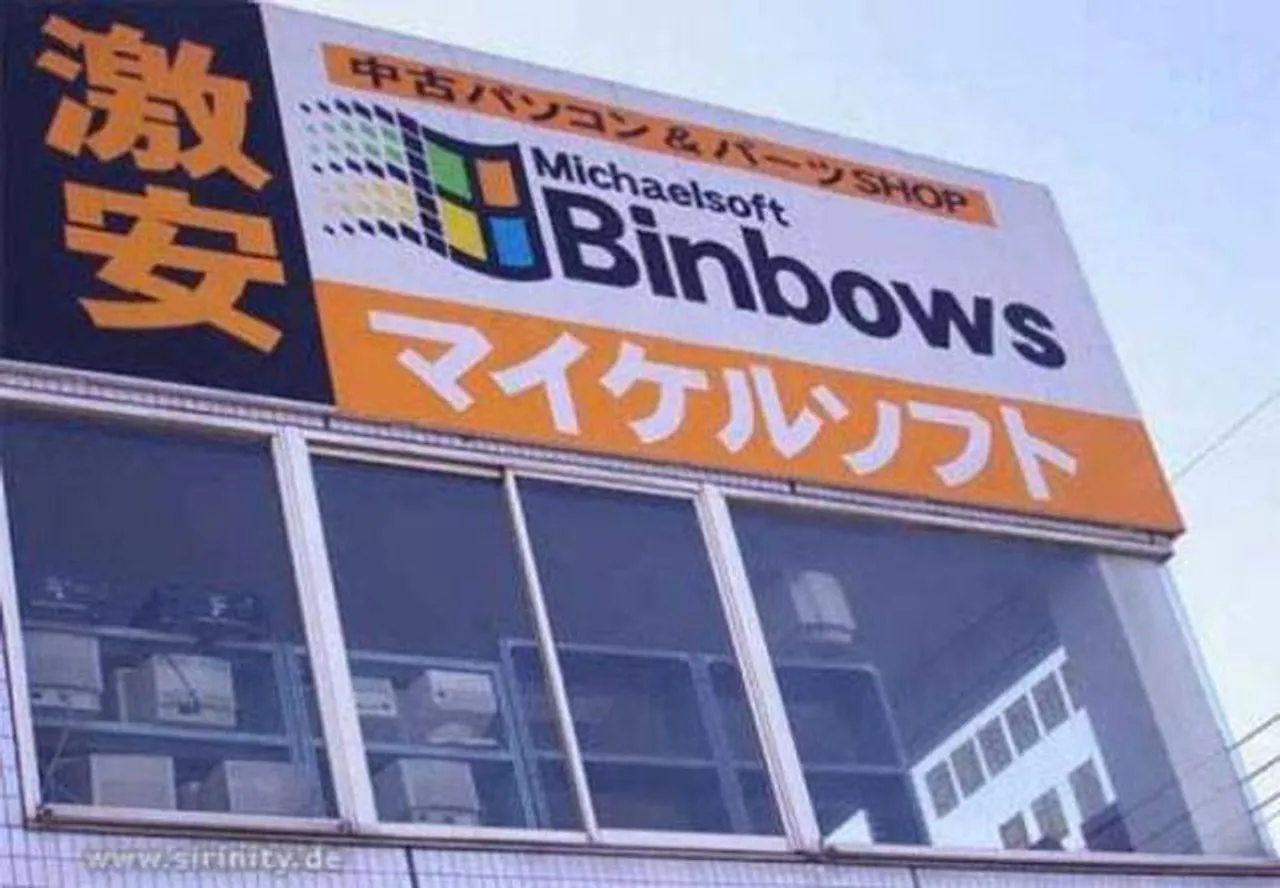 激安
中古パソコン & パーツSHOP
Michaelsoft
Binbows
マイケルソフト
www.sirinity.de